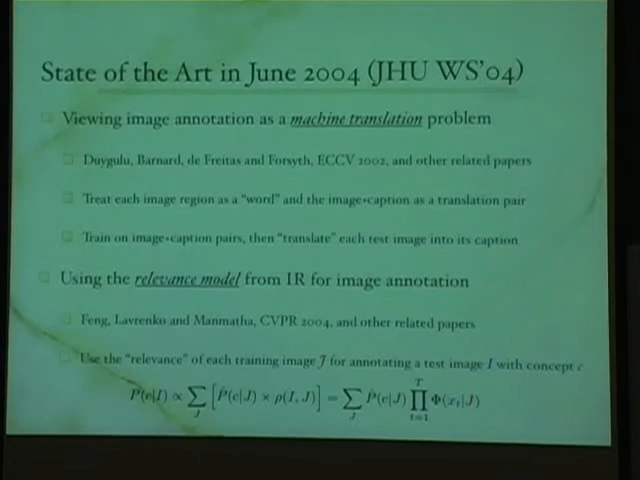 State of the Art in June 2004 (JHU WS'04)
Viewing image annotation as a machine translation problem
Duygulu, Barnard, de Freitas and Forsyth, ECCV 2002, and other related papers
Treat each image region as a "word" and the image+caption as a translation pair
Train on image+caption pairs, then "translate" each test image into its caption
Using the relevance model from IR for image annotation
Feng, Lavrenko and Manmatha, CVPR 2004, and other related papers
Use the "relevance" of each training image J for annotating a test image I with concept c
P(c|I) ∝ ∑_J [P̂(c|J) × ρ(I, J)] = ∑_J P̂(c|J) ∏_{t=1}^{T} Φ(x_t|J)